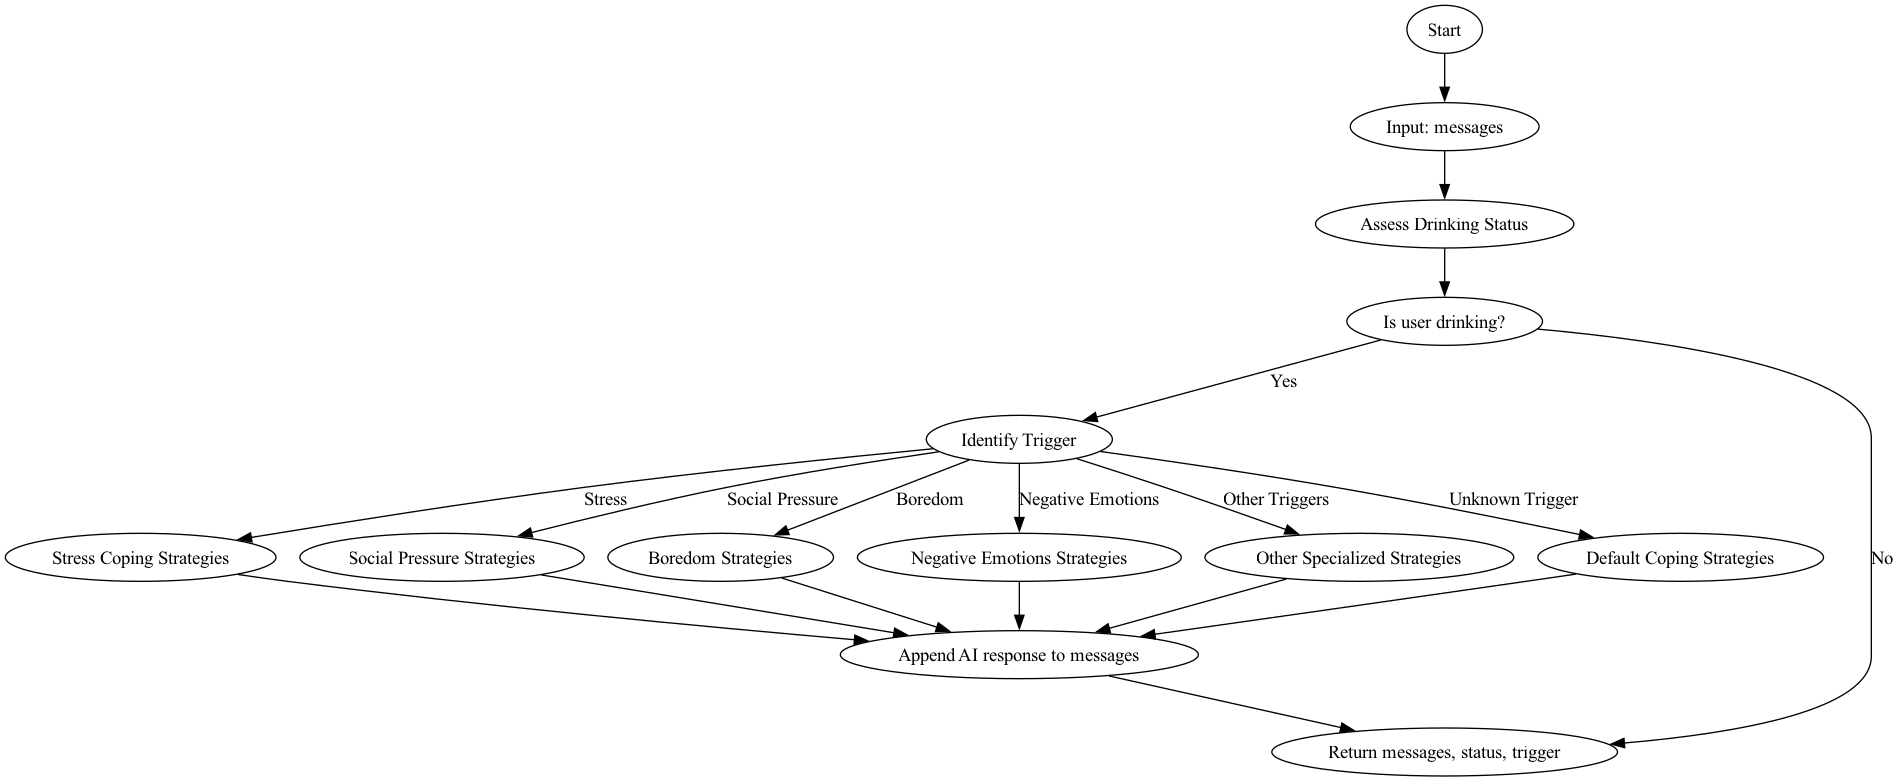 Start
Input: messages
Assess Drinking Status
Is user drinking?
Yes
Identify Trigger
Stress
Social Pressure
Boredom
Negative Emotions
Other Triggers
Unknown Trigger
No
Stress Coping Strategies
Social Pressure Strategies
Boredom Strategies
Negative Emotions Strategies
Other Specialized Strategies
Default Coping Strategies
Append AI response to messages
Return messages, status, trigger